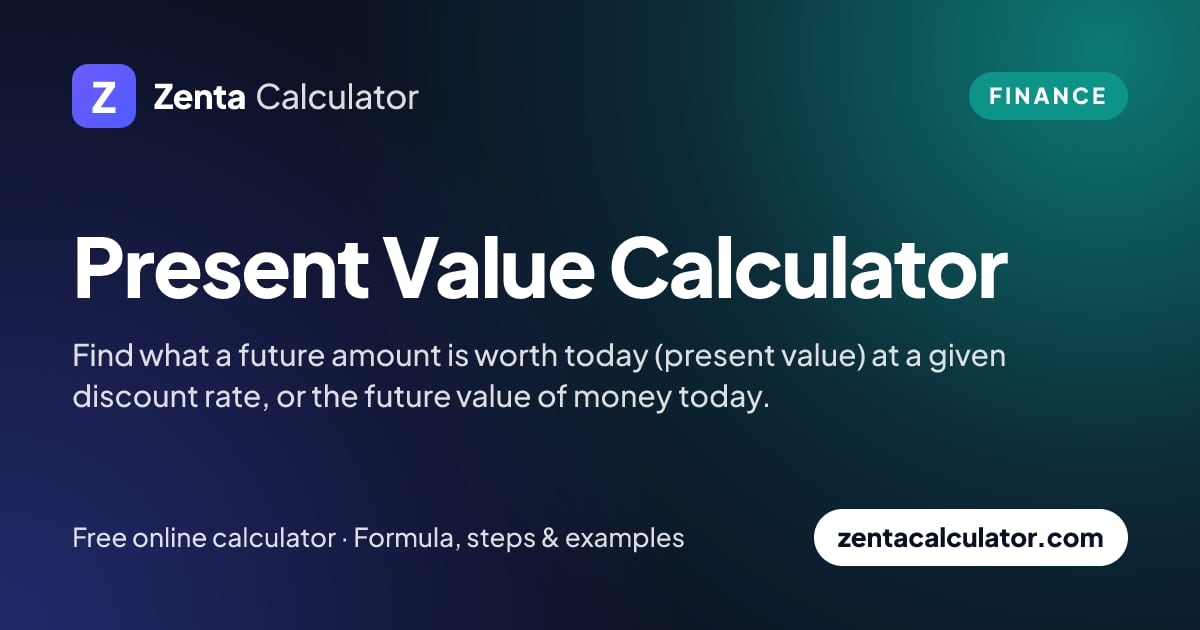 Z
Zenta Calculator
FINANCE
Present Value Calculator
Find what a future amount is worth today (present value) at a given
discount rate, or the future value of money today.
Free online calculator · Formula, steps & examples
zentacalculator.com